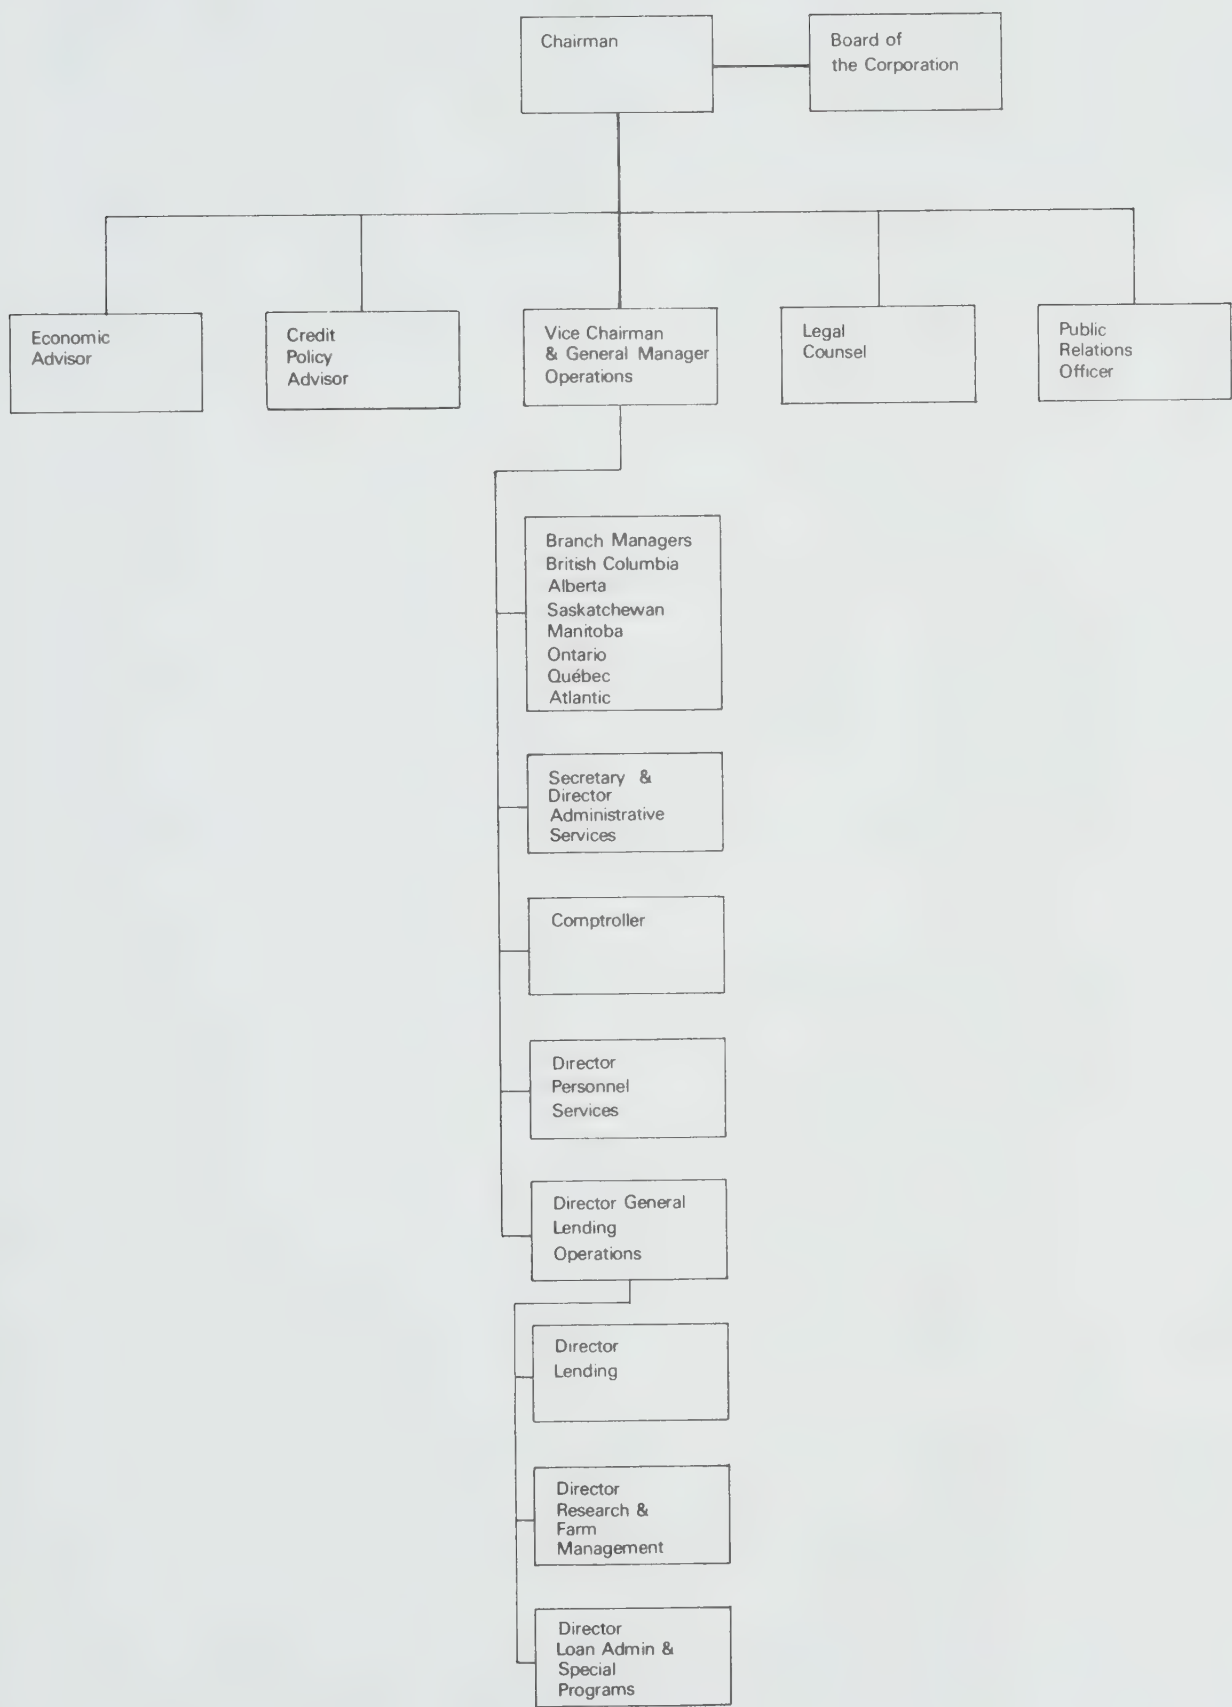 Chairman
Board of
the Corporation
Economic
Advisor
Credit
Policy
Advisor
Vice Chairman
& General Manager
Operations
Legal
Counsel
Public
Relations
Officer
Branch Managers
British Columbia
Alberta
Saskatchewan
Manitoba
Ontario
Québec
Atlantic
Secretary &
Director
Administrative
Services
Comptroller
Director
Personnel
Services
Director General
Lending
Operations
Director
Lending
Director
Research &
Farm
Management
Director
Loan Admin &
Special
Programs